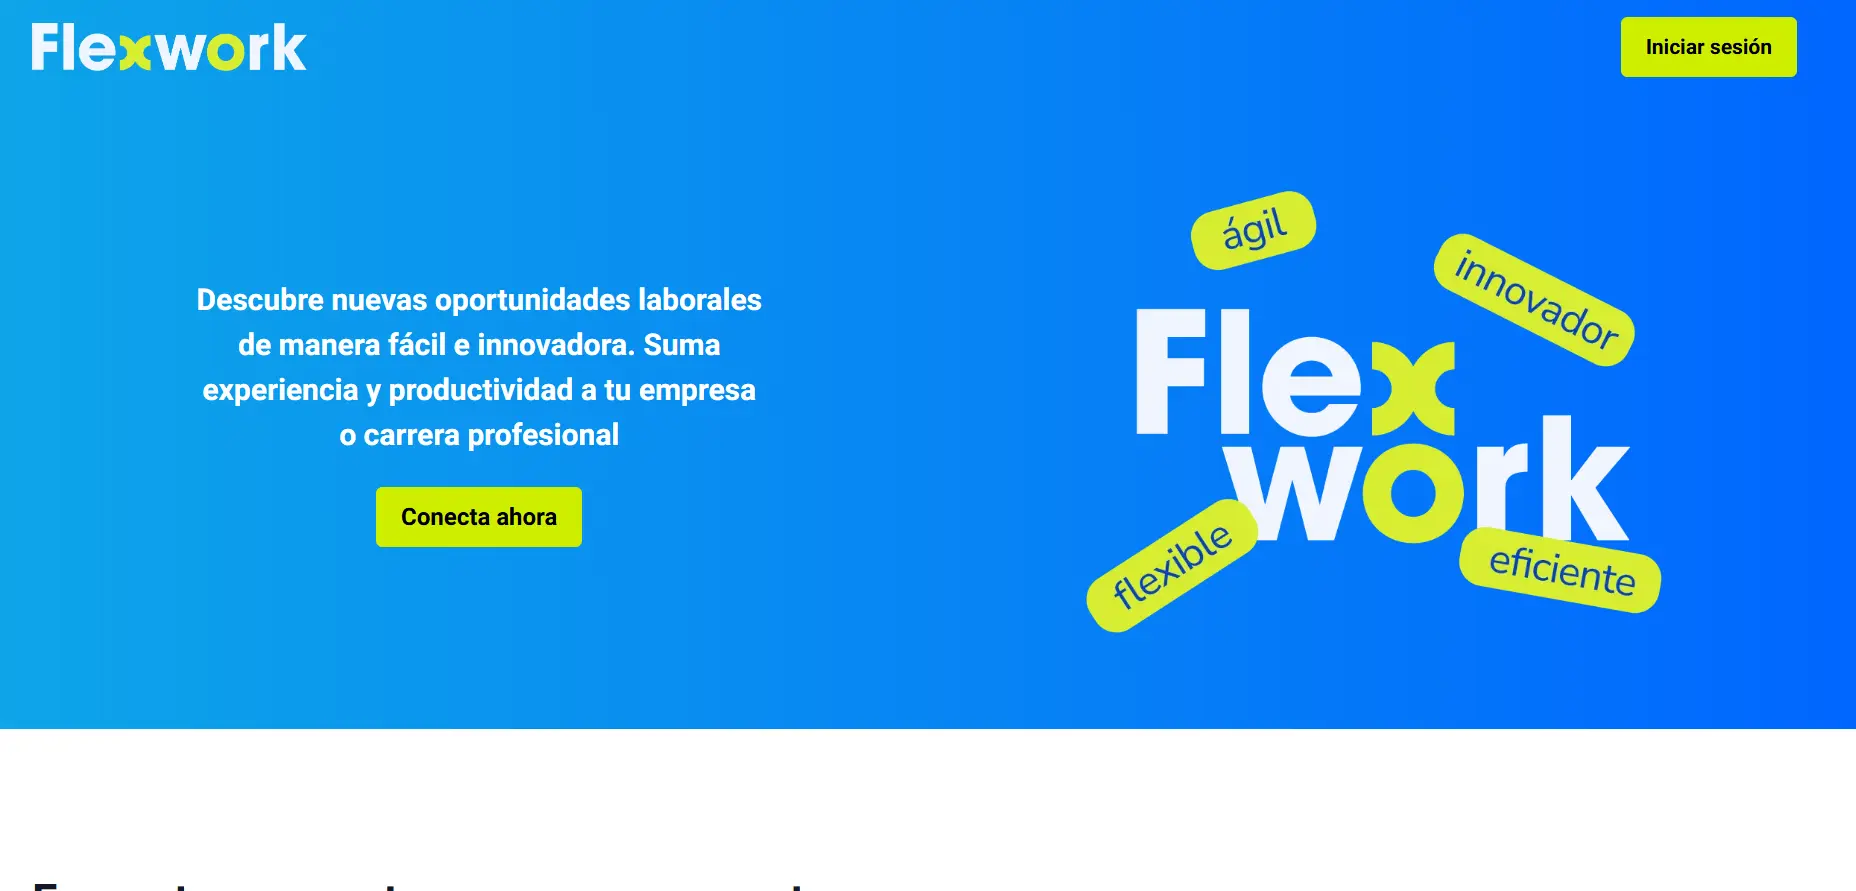 Flexwork
Iniciar sesión
Descubre nuevas oportunidades laborales
de manera fácil e innovadora. Suma
experiencia y productividad a tu empresa
o carrera profesional
Conecta ahora
ágil
innovador
Flex
work
flexible
eficiente